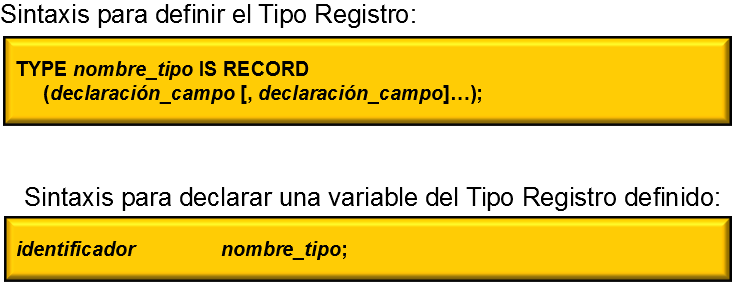 Sintaxis para definir el Tipo Registro:
TYPE nombre_tipo IS RECORD
(declaración_campo [, declaración_campo]…);
Sintaxis para declarar una variable del Tipo Registro definido:
identificador nombre_tipo;